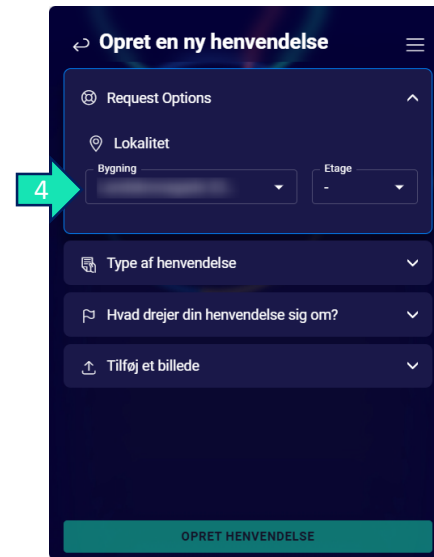 Opret en ny henvendelse
Request Options
Lokalitet
Bygning
Etage
4
-
Type af henvendelse
Hvad drejer din henvendelse sig om?
Tilføj et billede
OPRET HENVENDELSE